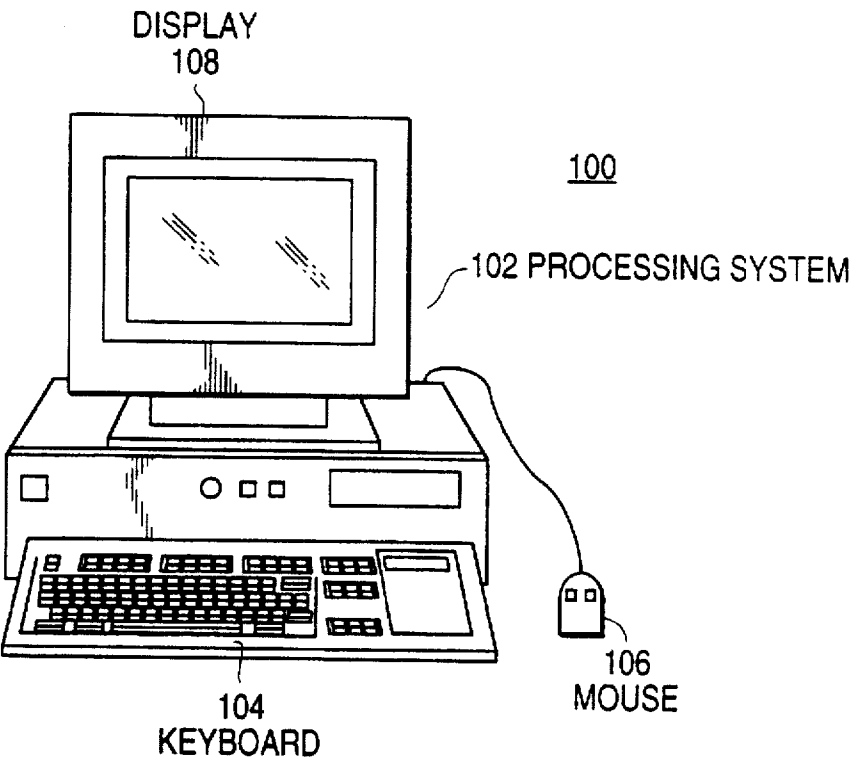 DISPLAY
108
100
102 PROCESSING SYSTEM
106
MOUSE
104
KEYBOARD